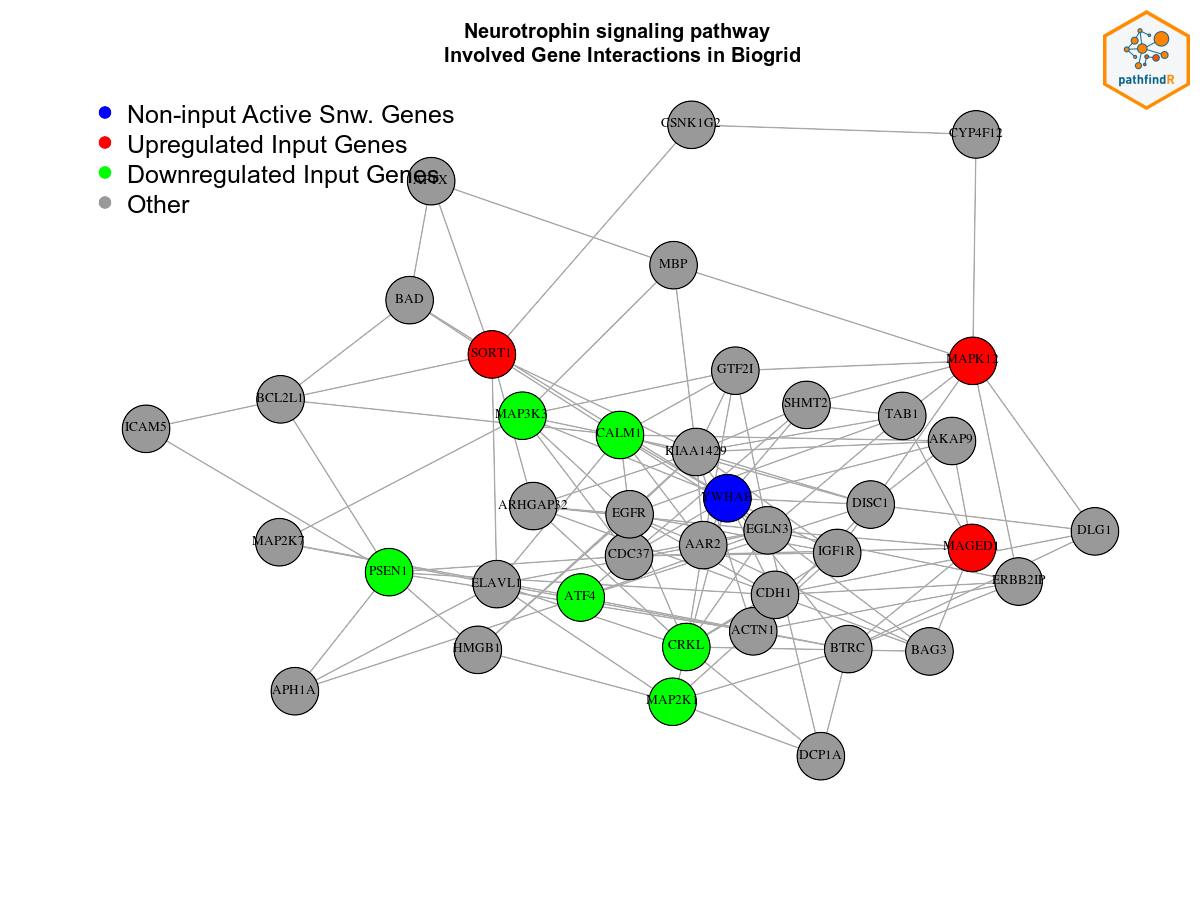 Neurotrophin signaling pathway
Involved Gene Interactions in Biogrid
pathfindR
Non-input Active Snw. Genes
Upregulated Input Genes
Downregulated Input Genes
Other
CSNK1G2
CYP4F12
MBP
BAD
SORT1
MAPK12
GTF2I
BCL2L1
SHMT2
ICAM5
MAP3K3
TAB1
CALM1
AKAP9
KIAA1429
YWHAE
ARHGAP32
DISC1
EGFR
EGLN3
DLG1
MAP2K7
AAR2
MAGED1
CDC37
IGF1R
PSEN1
ELAVL1
ERBB2IP
ATF4
CDH1
ACTN1
CRKL
HMGB1
BTRC
BAG3
APH1A
MAP2K1
DCP1A